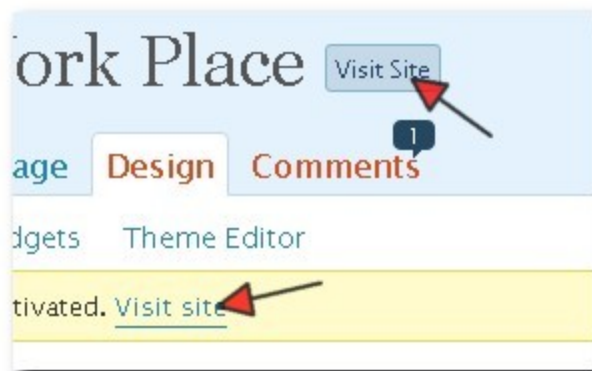 ork Place Visit Site
1
age Design Comments
dgets Theme Editor
tivated. Visit site